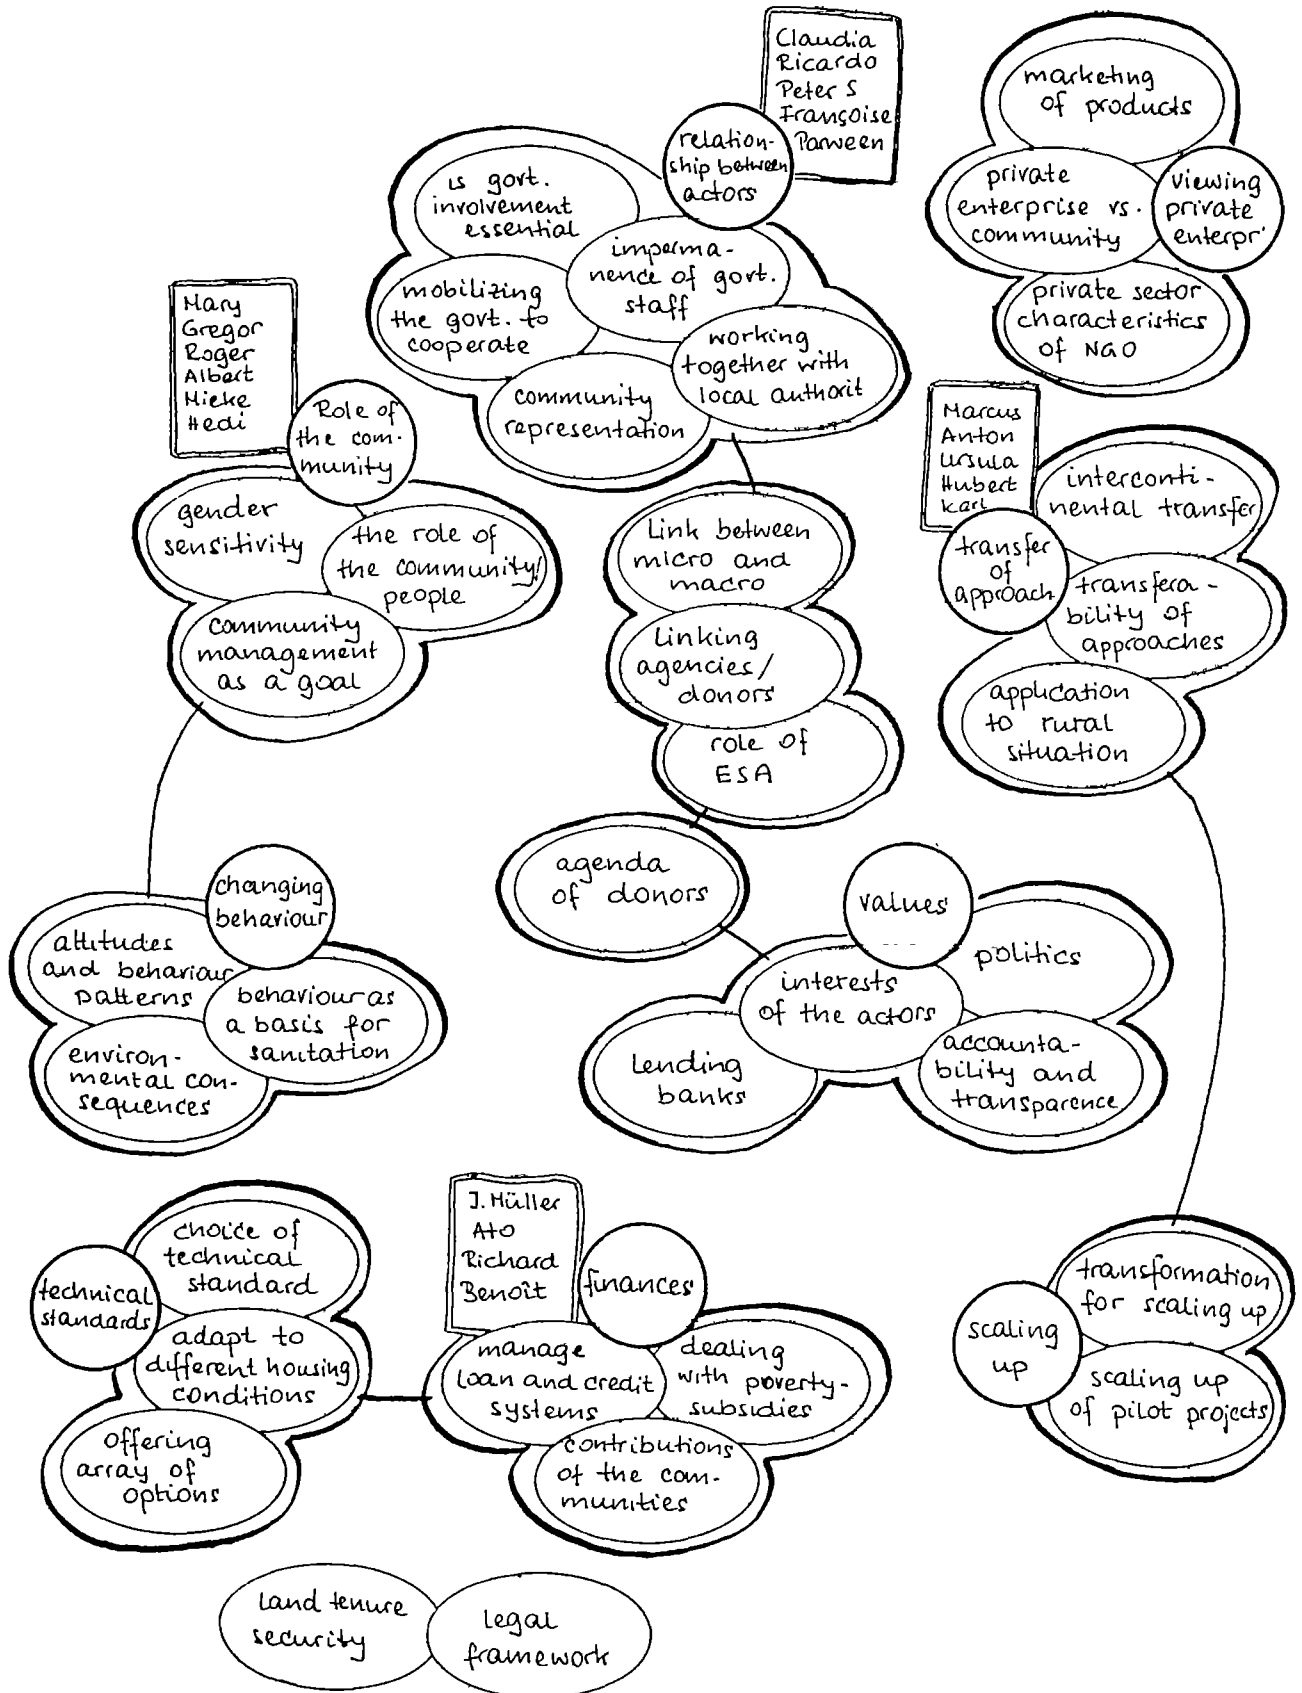 Claudia
Ricardo
Peter S
Françoise
Parween
relation-
ship between
actors
is govt.
involvement
essential
imperma-
nence of govt.
staff
mobilizing
the govt. to
cooperate
working
together with
local authorit
community
representation
marketing
of products
private
enterprise vs.
community
viewing
private
enterpr'
private sector
characteristics
of NGO
Mary
Gregor
Roger
Albert
Mieke
Hedi
Role of
the com-
munity
gender
sensitivity
the role of
the community/
people
community
management
as a goal
Link between
micro and
macro
Linking
agencies/
donors
role of
ESA
Marcus
Anton
Ursula
Hubert
Karl
transfer
of
approach
interconti-
nental transfer
transfera-
bility of
approaches
application
to rural
situation
agenda
of donors
changing
behaviour
attitudes
and behaviour
patterns
behaviour as
a basis for
sanitation
environ-
mental con-
sequences
values
politics
interests
of the actors
Lending
banks
accounta-
bility and
transparence
technical
standards
choice of
technical
standard
adapt to
different housing
conditions
offering
array of
options
J. Müller
Ato
Richard
Benoît
finances
manage
loan and credit
systems
dealing
with poverty-
subsidies
contributions
of the com-
munities
scaling
up
transformation
for scaling up
scaling up
of pilot projects
Land tenure
security
Legal
framework